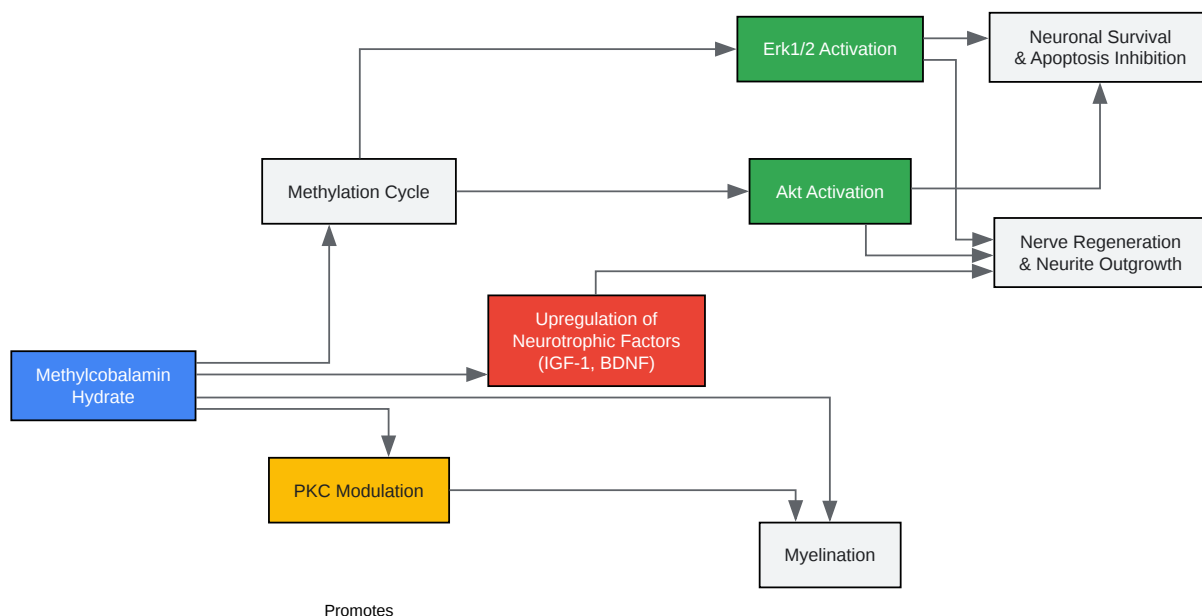 Erk1/2 Activation
Neuronal Survival
& Apoptosis Inhibition
Methylation Cycle
Akt Activation
Nerve Regeneration
& Neurite Outgrowth
Upregulation of
Neurotrophic Factors
(IGF-1, BDNF)
Methylcobalamin
Hydrate
PKC Modulation
Myelination
Promotes